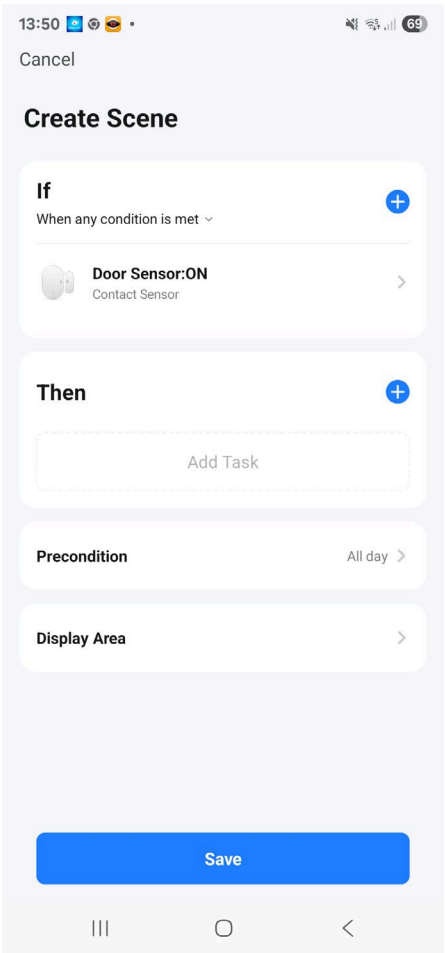 13:50
69
Cancel
Create Scene
If
When any condition is met
Door Sensor:ON
Contact Sensor
Then
Add Task
Precondition
All day
Display Area
Save